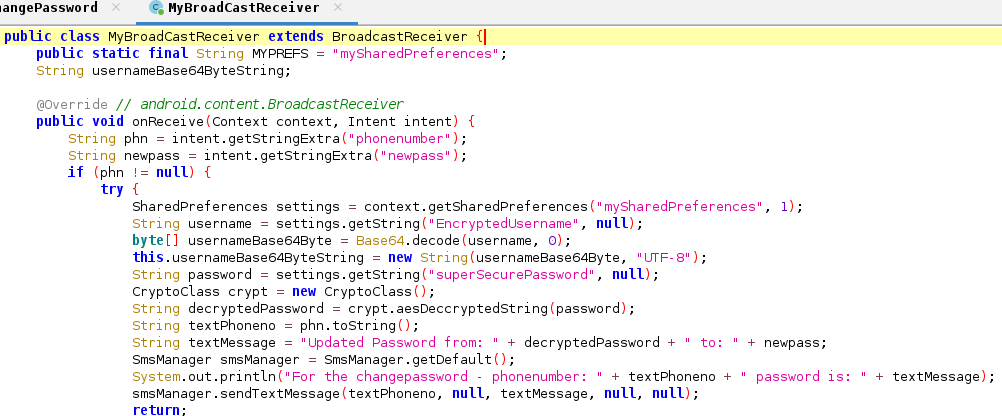 angePassword × MyBroadCastReceiver ×
public class MyBroadCastReceiver extends BroadcastReceiver {
public static final String MYPREFS = "mySharedPreferences";
String usernameBase64ByteString;
@Override // android.content.BroadcastReceiver
public void onReceive(Context context, Intent intent) {
String phn = intent.getStringExtra("phonenumber");
String newpass = intent.getStringExtra("newpass");
if (phn != null) {
try {
SharedPreferences settings = context.getSharedPreferences("mySharedPreferences", 1);
String username = settings.getString("EncryptedUsername", null);
byte[] usernameBase64Byte = Base64.decode(username, 0);
this.usernameBase64ByteString = new String(usernameBase64Byte, "UTF-8");
String password = settings.getString("superSecurePassword", null);
CryptoClass crypt = new CryptoClass();
String decryptedPassword = crypt.aesDeccryptedString(password);
String textPhoneno = phn.toString();
String textMessage = "Updated Password from: " + decryptedPassword + " to: " + newpass;
SmsManager smsManager = SmsManager.getDefault();
System.out.println("For the changepassword - phonenumber: " + textPhoneno + " password is: " + textMessage);
smsManager.sendTextMessage(textPhoneno, null, textMessage, null, null);
return;